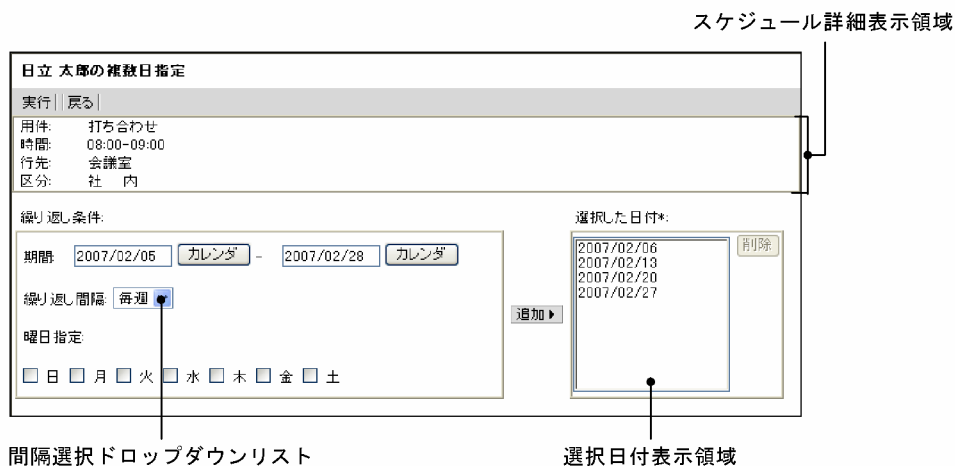 スケジュール詳細表示領域
日立 太郎の複数日指定
実行 | 戻る |
用件: 打ち合わせ
時間: 08:00-09:00
行先: 会議室
区分: 社 内
繰り返し条件:
選択した日付*:
期間: 2007/02/05 カレンダ - 2007/02/28 カレンダ
2007/02/06
2007/02/13
2007/02/20
2007/02/27
削除
繰り返し間隔: 毎週
追加
曜日指定:
日 月 火 水 木 金 土
間隔選択ドロップダウンリスト
選択日付表示領域